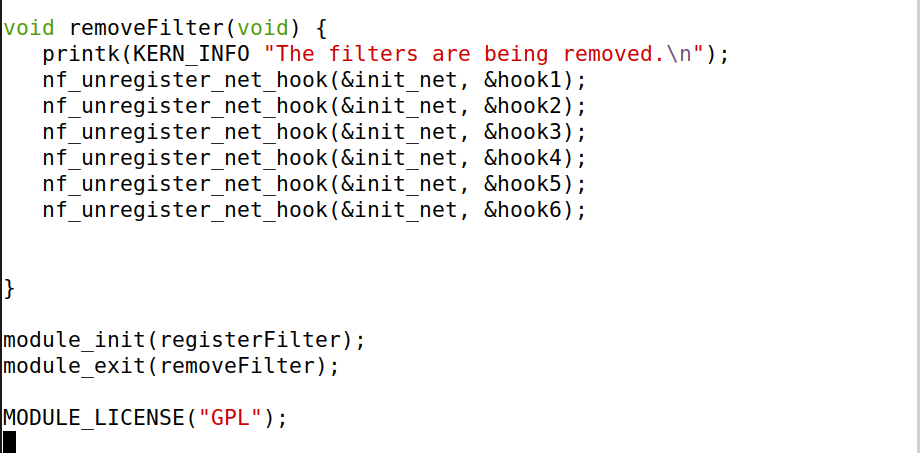 void removeFilter(void) {
   printk(KERN_INFO "The filters are being removed.\n");
   nf_unregister_net_hook(&init_net, &hook1);
   nf_unregister_net_hook(&init_net, &hook2);
   nf_unregister_net_hook(&init_net, &hook3);
   nf_unregister_net_hook(&init_net, &hook4);
   nf_unregister_net_hook(&init_net, &hook5);
   nf_unregister_net_hook(&init_net, &hook6);
}
module_init(registerFilter);
module_exit(removeFilter);
MODULE_LICENSE("GPL");